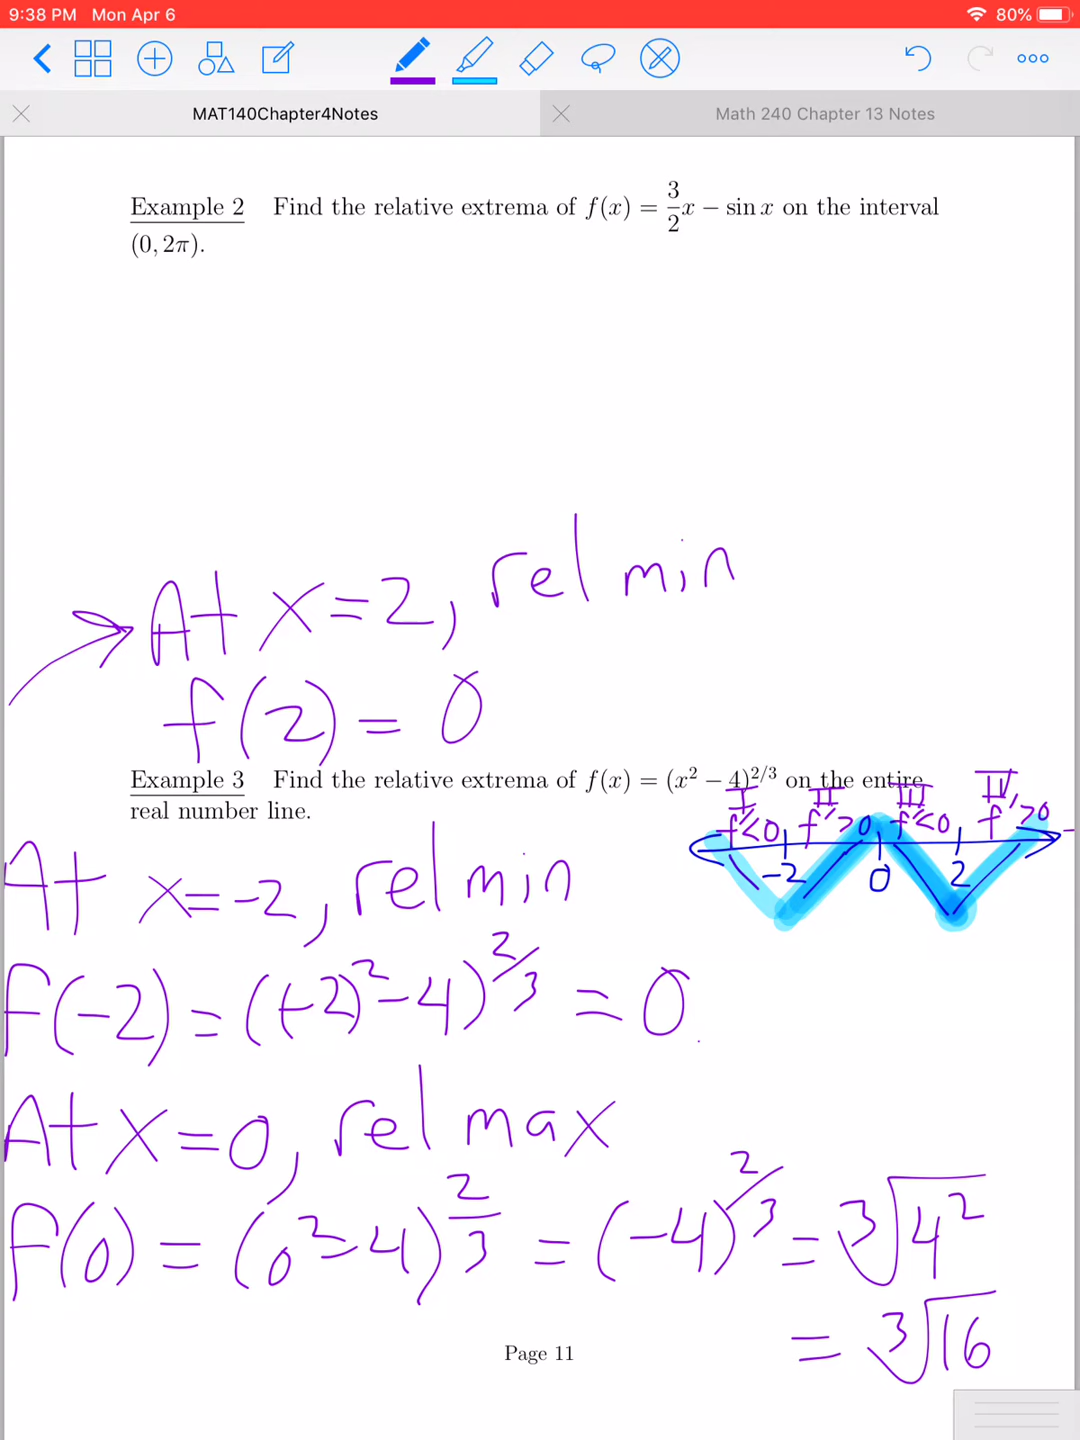 9:38 PM Mon Apr 6 80%
MAT140Chapter4Notes Math 240 Chapter 13 Notes
Example 2 Find the relative extrema of f(x) = 3/2 x − sin x on the interval
(0, 2π).
At x=2, rel min
f(2) = 0
Example 3 Find the relative extrema of f(x) = (x² − 4)^{2/3} on the entire
real number line.
I II III IV
f'<0 f'>0 f'<0 f'>0
-2 0 2
At x=-2, rel min
f(-2) = ((-2)²-4)^{2/3} = 0
At x=0, rel max
f(0) = (0²-4)^{2/3} = (-4)^{2/3} = ∛4²
= ∛16
Page 11